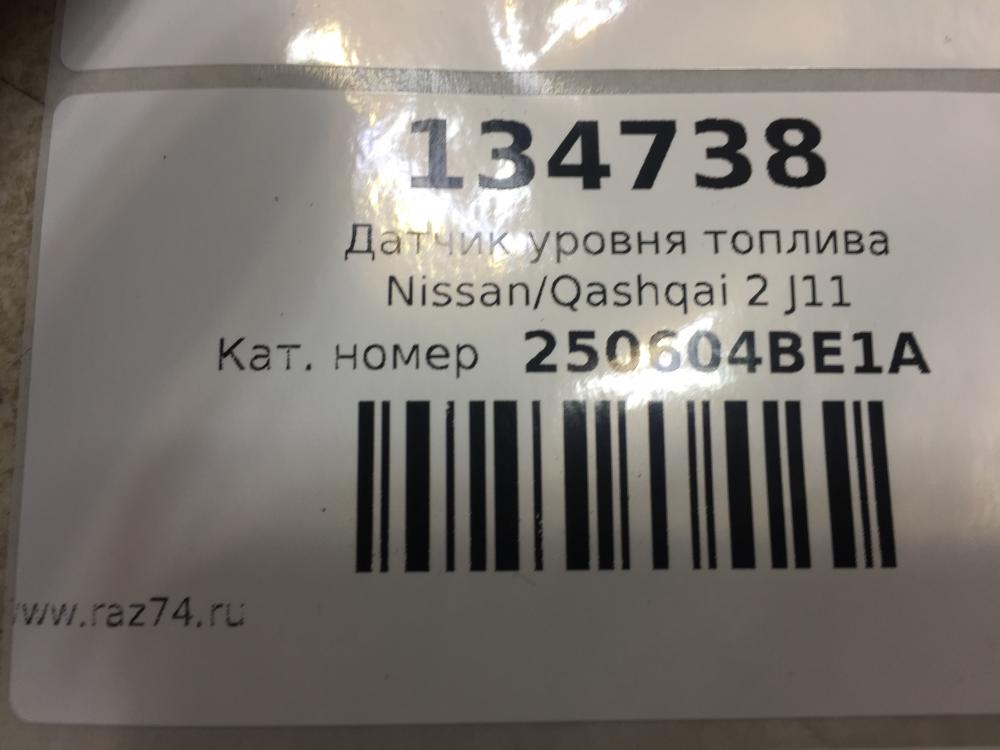 134738
Датчик уровня топлива
Nissan/Qashqai 2 J11
Кат. номер 250604BE1A
www.raz74.ru